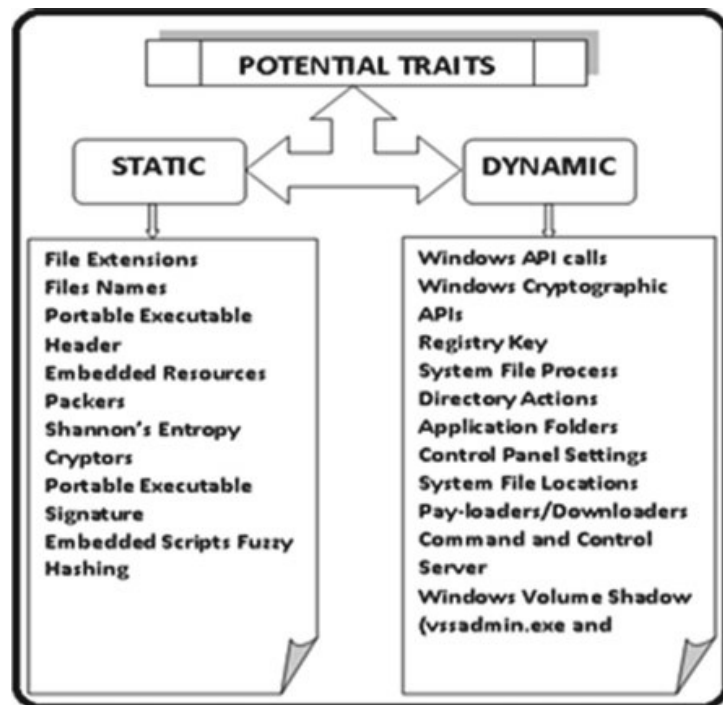 POTENTIAL TRAITS
STATIC
File Extensions
Files Names
Portable Executable
Header
Embedded Resources
Packers
Shannon's Entropy
Cryptors
Portable Executable
Signature
Embedded Scripts Fuzzy
Hashing
DYNAMIC
Windows API calls
Windows Cryptographic
APIs
Registry Key
System File Process
Directory Actions
Application Folders
Control Panel Settings
System File Locations
Pay-loaders/Downloaders
Command and Control
Server
Windows Volume Shadow
(vssadmin.exe and